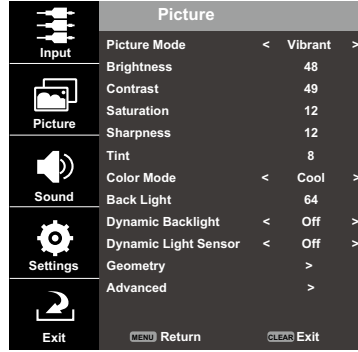 Picture
Input
Picture
Sound
Settings
Exit
Picture Mode < Vibrant >
Brightness 48
Contrast 49
Saturation 12
Sharpness 12
Tint 8
Color Mode < Cool >
Back Light 64
Dynamic Backlight < Off >
Dynamic Light Sensor < Off >
Geometry >
Advanced >
MENU Return CLEAR Exit